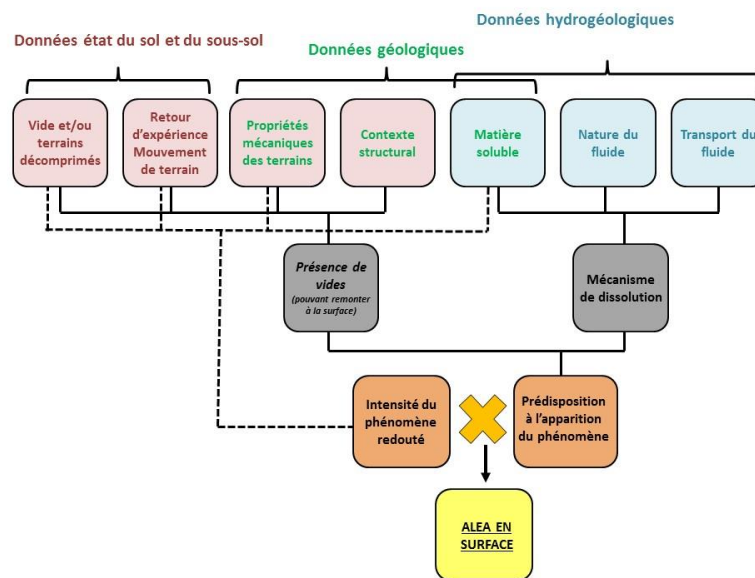 Données hydrogéologiques
Données état du sol et du sous-sol
Données géologiques
Vide et/ou
terrains
décomprimés
Retour
d'expérience
Mouvement
de terrain
Propriétés
mécaniques
des terrains
Contexte
structural
Matière
soluble
Nature du
fluide
Transport du
fluide
Présence de
vides
(pouvant remonter
à la surface)
Mécanisme
de dissolution
Intensité du
phénomène
redouté
Prédisposition
à l'apparition
du phénomène
ALEA EN
SURFACE